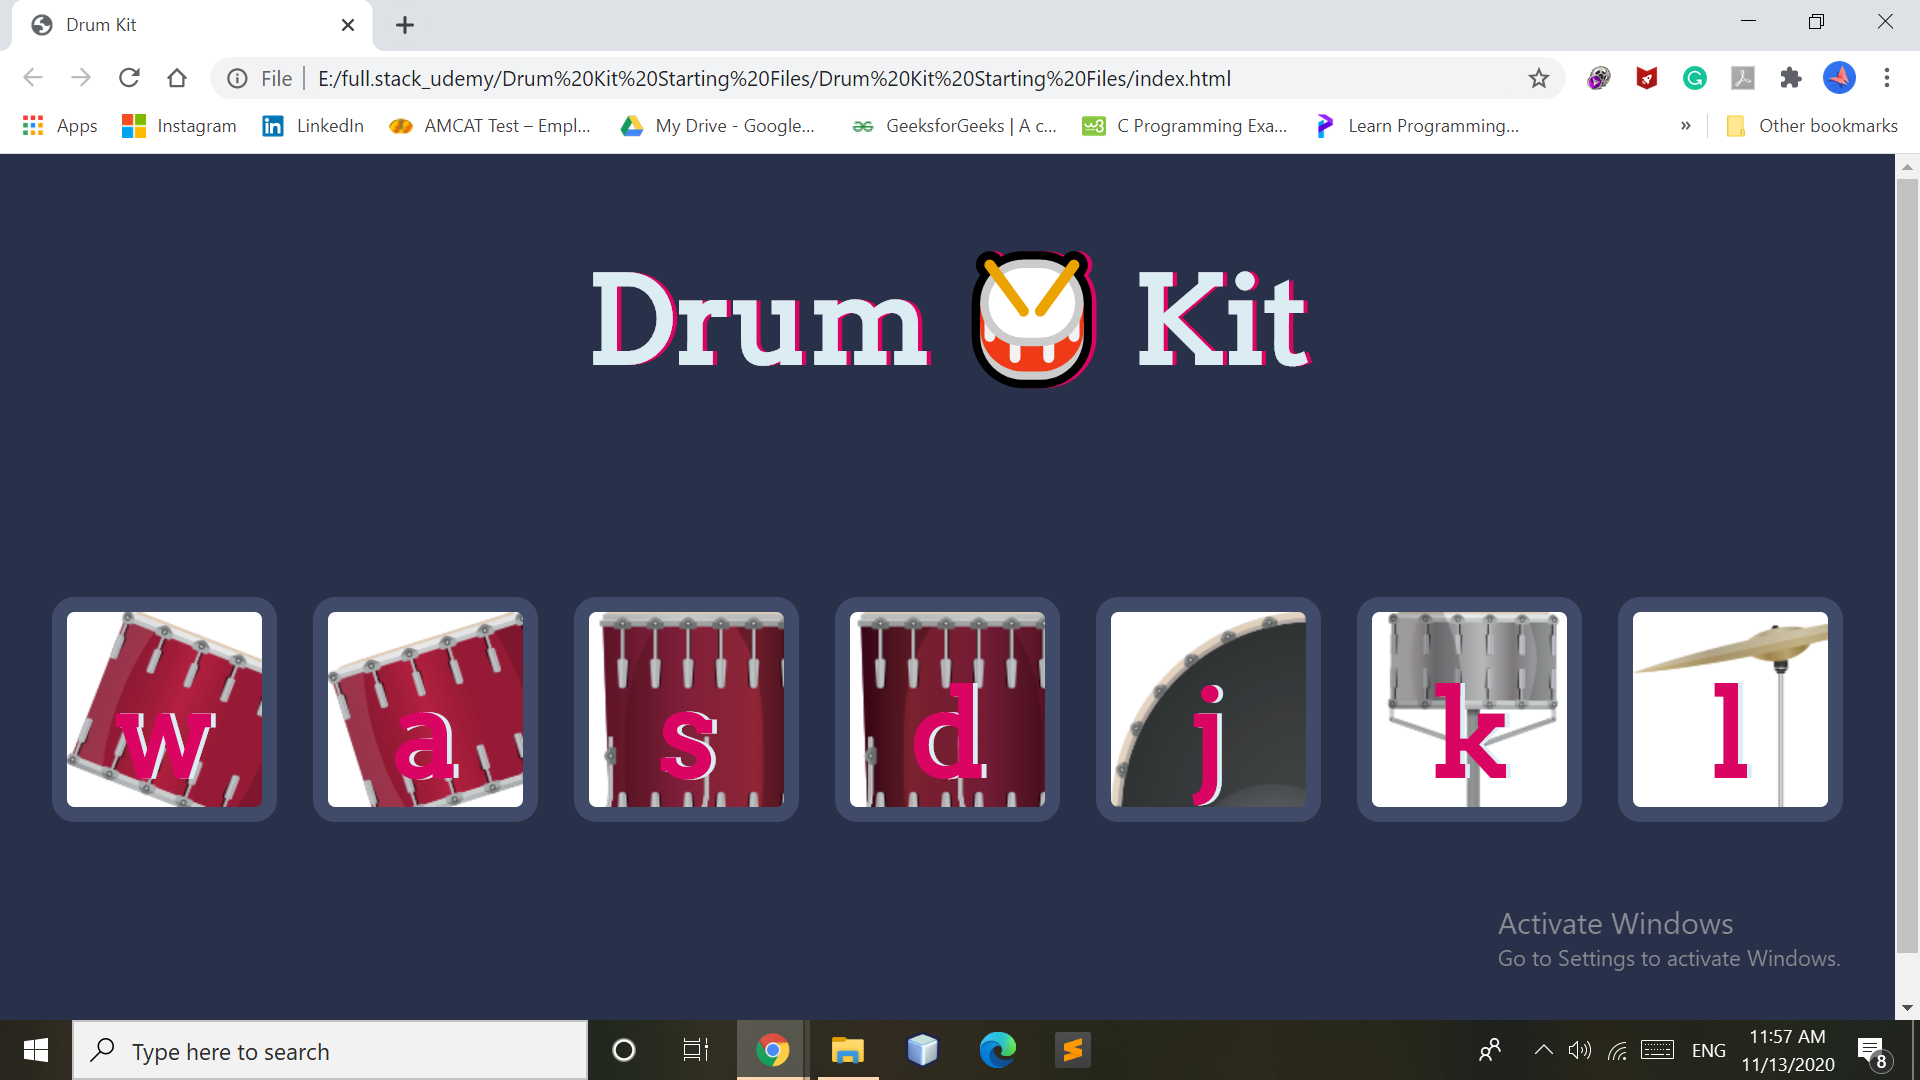 Drum Kit
File
E:/full.stack_udemy/Drum%20Kit%20Starting%20Files/Drum%20Kit%20Starting%20Files/index.html
Apps
Instagram
LinkedIn
AMCAT Test – Empl...
My Drive - Google...
GeeksforGeeks | A c...
C Programming Exa...
Learn Programming...
»
Other bookmarks
Drum Kit
w
a
s
d
j
k
l
Activate Windows
Go to Settings to activate Windows.
Type here to search
ENG
11:57 AM
11/13/2020
8